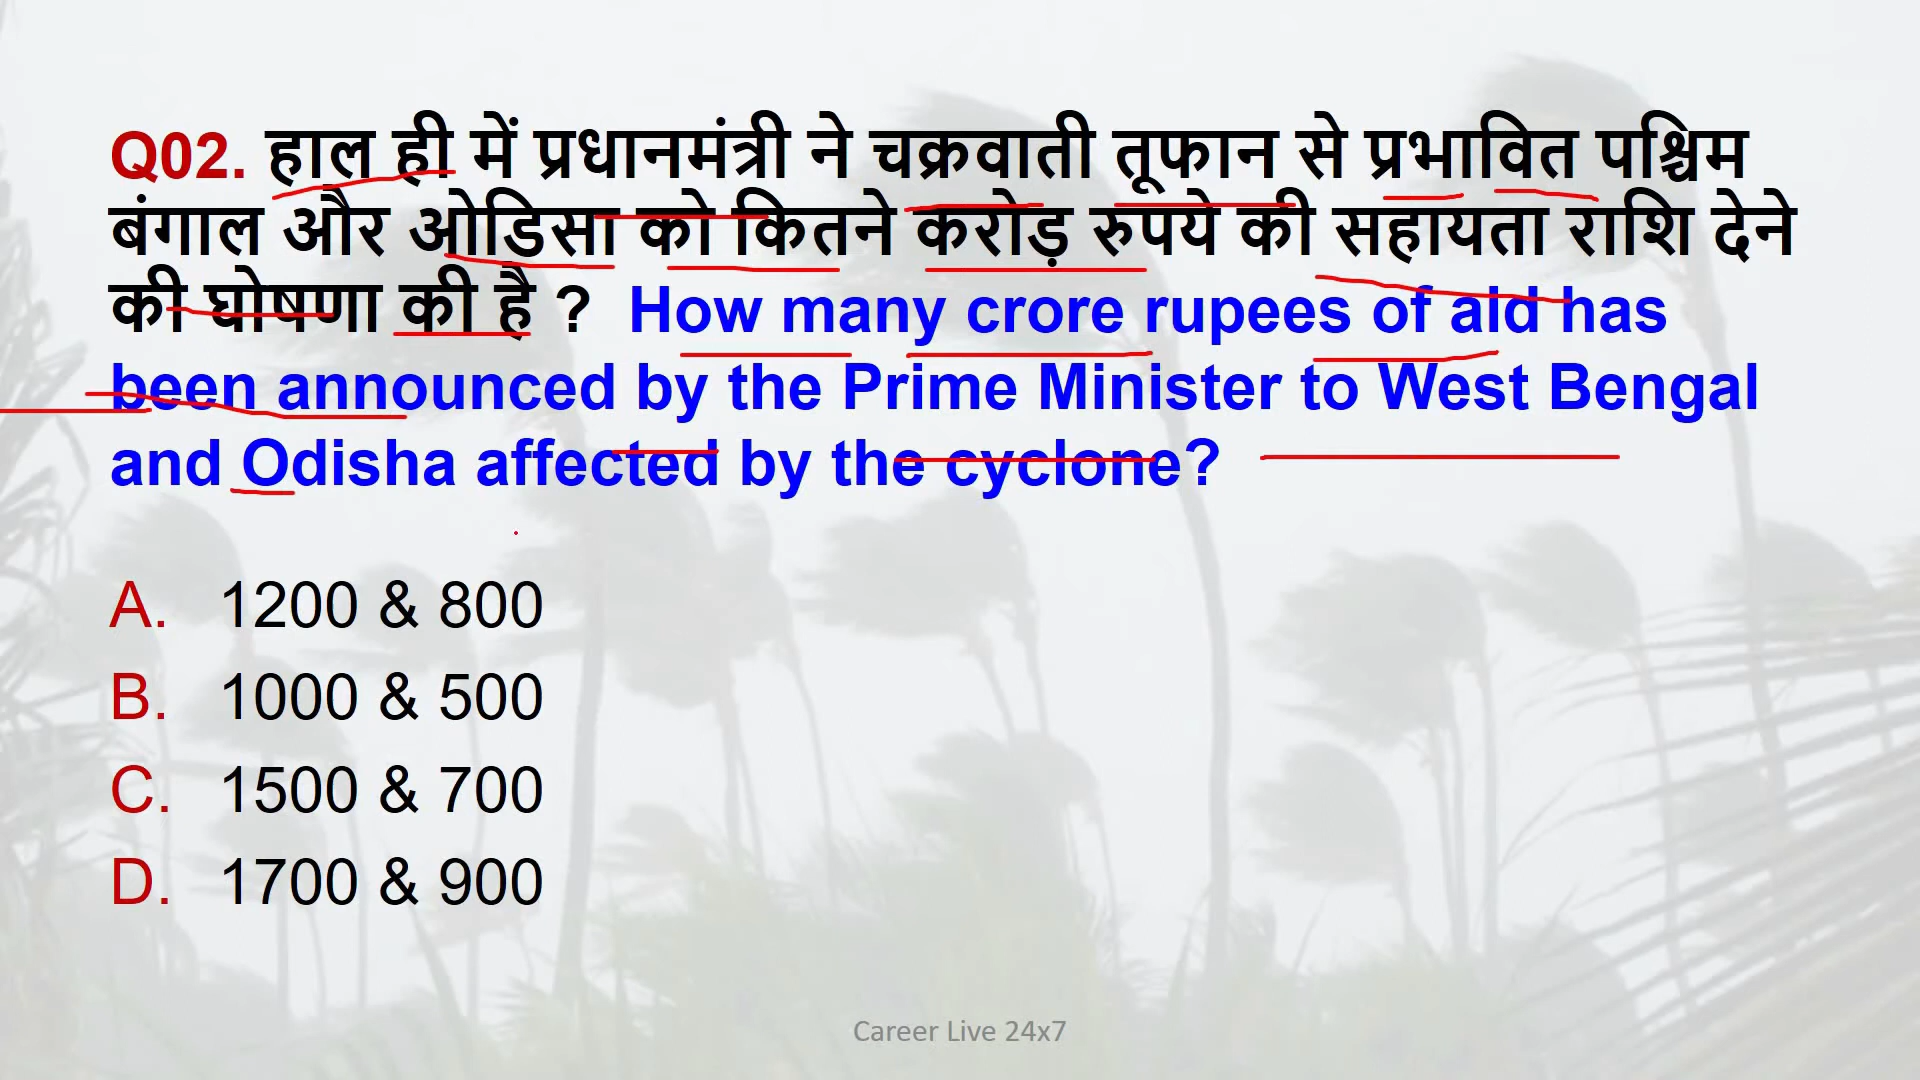 Q02. हाल ही में प्रधानमंत्री ने चक्रवाती तूफान से प्रभावित पश्चिम
बंगाल और ओडिसा को कितने करोड़ रुपये की सहायता राशि देने
की घोषणा की है ? How many crore rupees of aid has
been announced by the Prime Minister to West Bengal
and Odisha affected by the cyclone?
A. 1200 & 800
B. 1000 & 500
C. 1500 & 700
D. 1700 & 900
Career Live 24x7